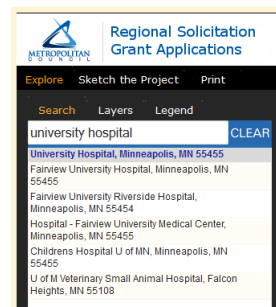 Regional Solicitation
Grant Applications
METROPOLITAN
COUNCIL
Explore Sketch the Project Print
Search Layers Legend
university hospital CLEAR
University Hospital, Minneapolis, MN 55455
Fairview University Hospital, Minneapolis, MN
55455
Fairview University Riverside Hospital,
Minneapolis, MN 55454
Hospital - Fairview University Medical Center,
Minneapolis, MN 55455
Childrens Hospital U of MN, Minneapolis, MN
55455
U of M Veterinary Small Animal Hospital, Falcon
Heights, MN 55108